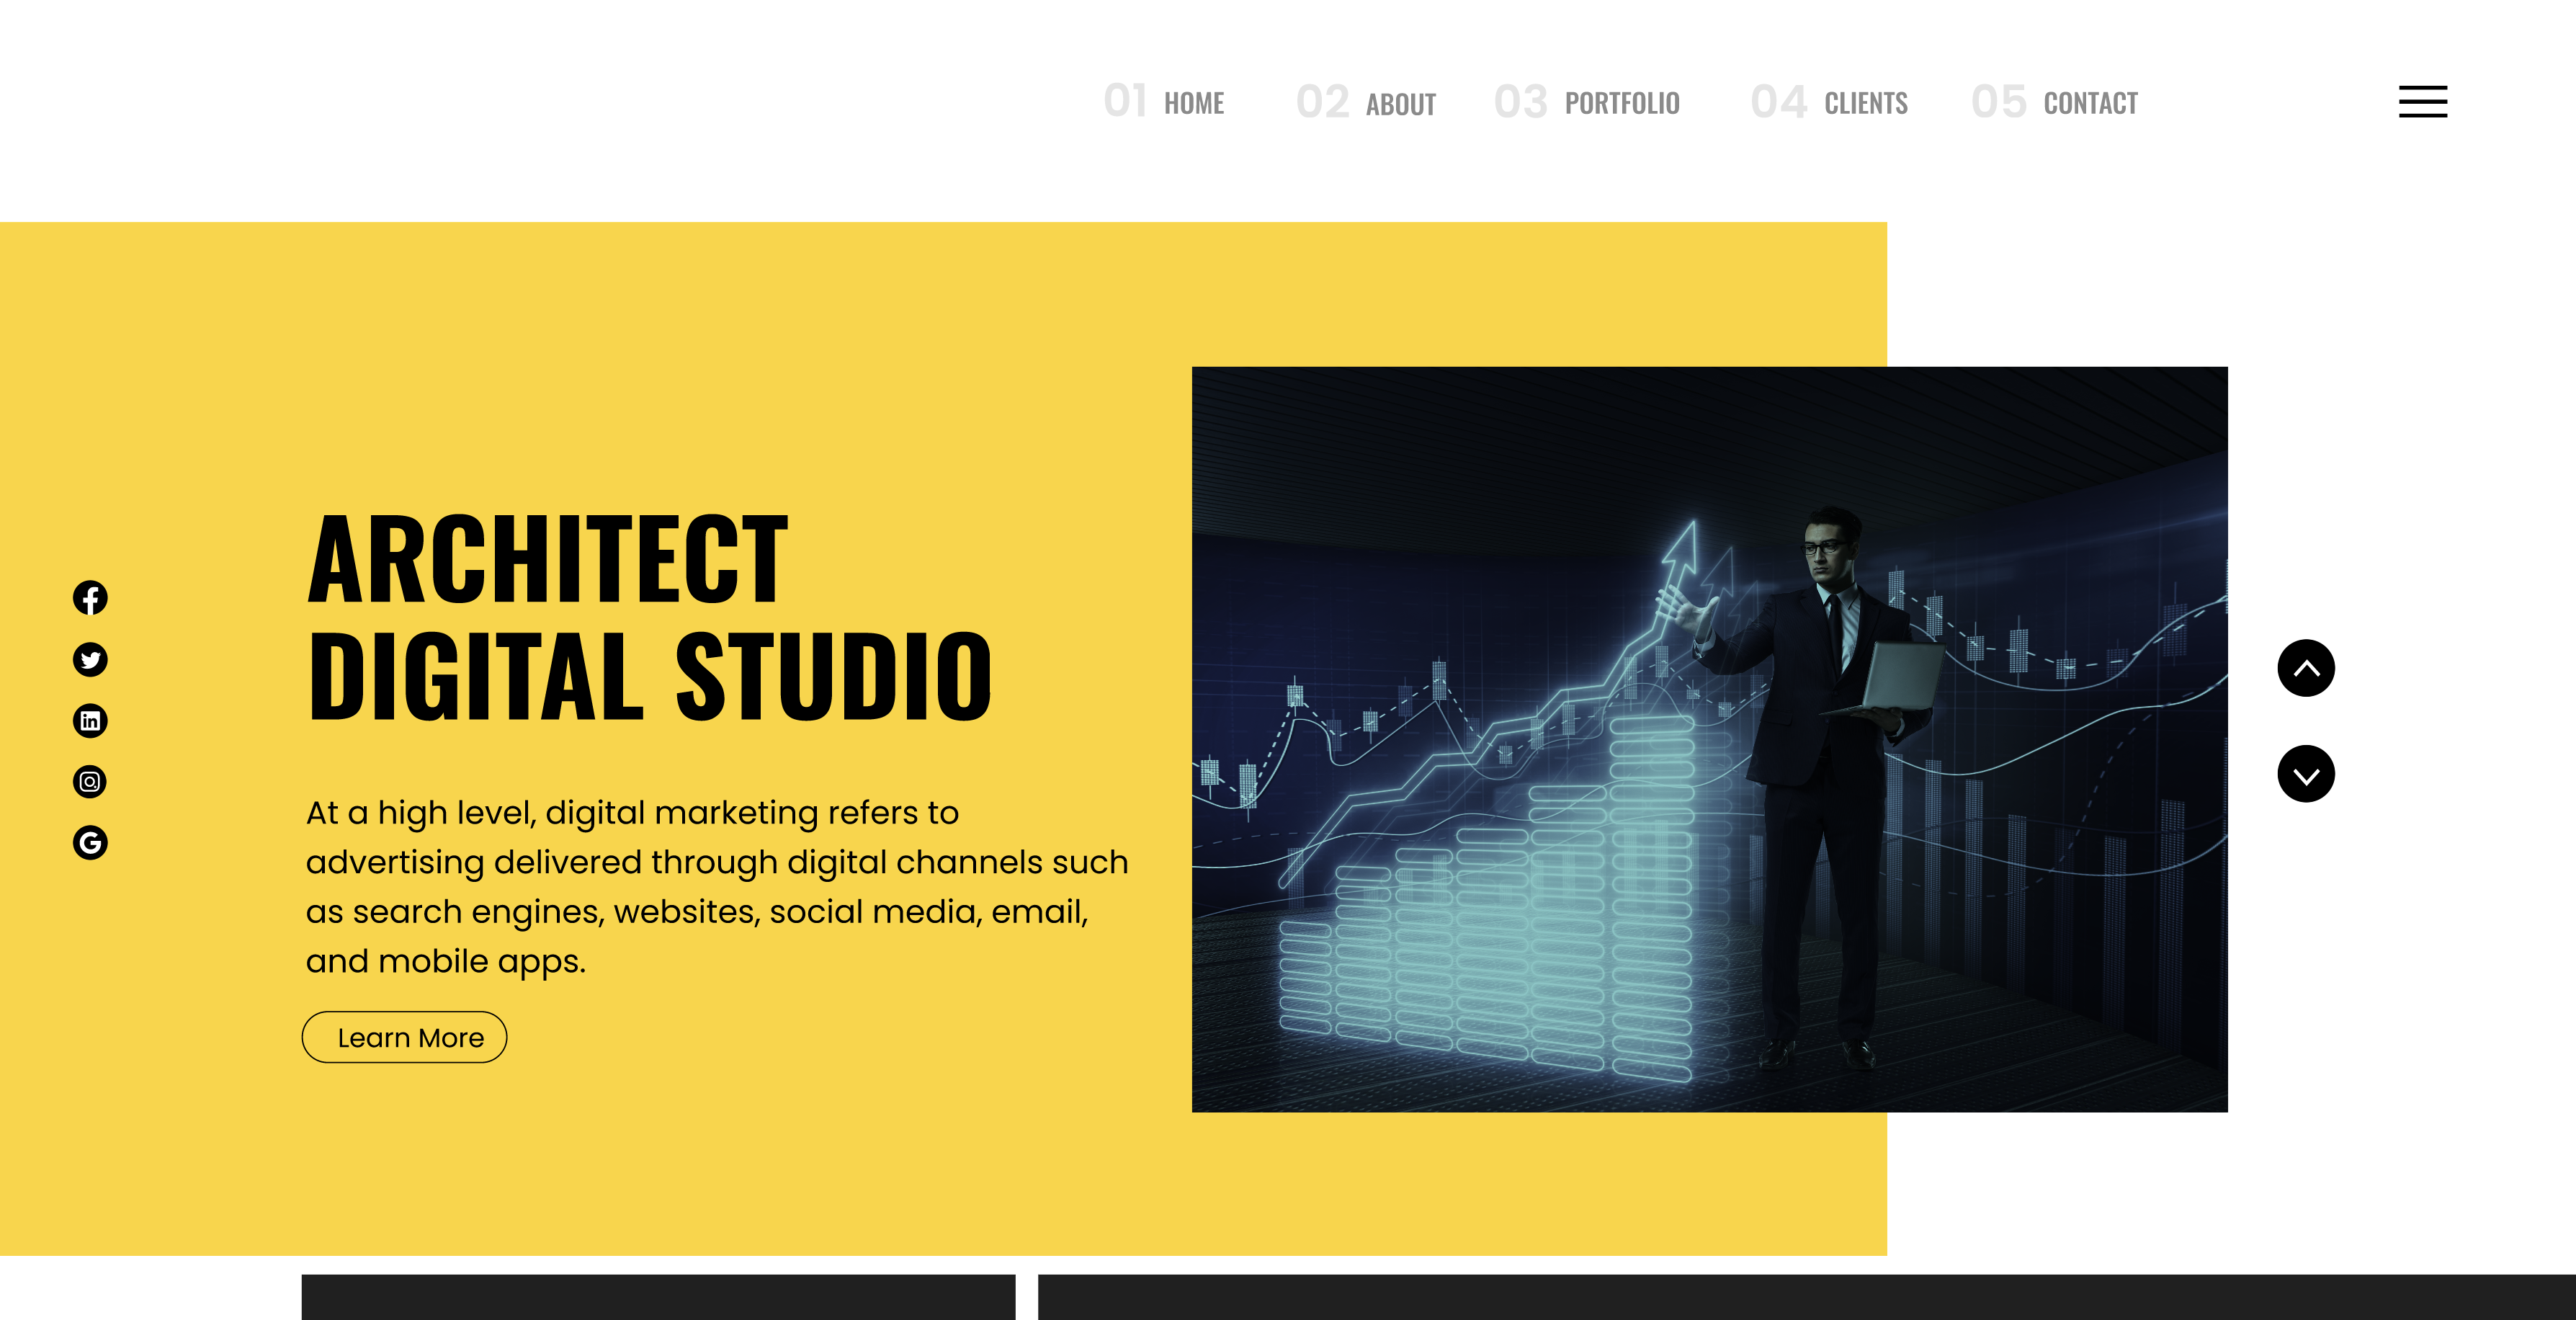 01 HOME 02 ABOUT 03 PORTFOLIO 04 CLIENTS 05 CONTACT
ARCHITECT
DIGITAL STUDIO
At a high level, digital marketing refers to
advertising delivered through digital channels such
as search engines, websites, social media, email,
and mobile apps.
Learn More